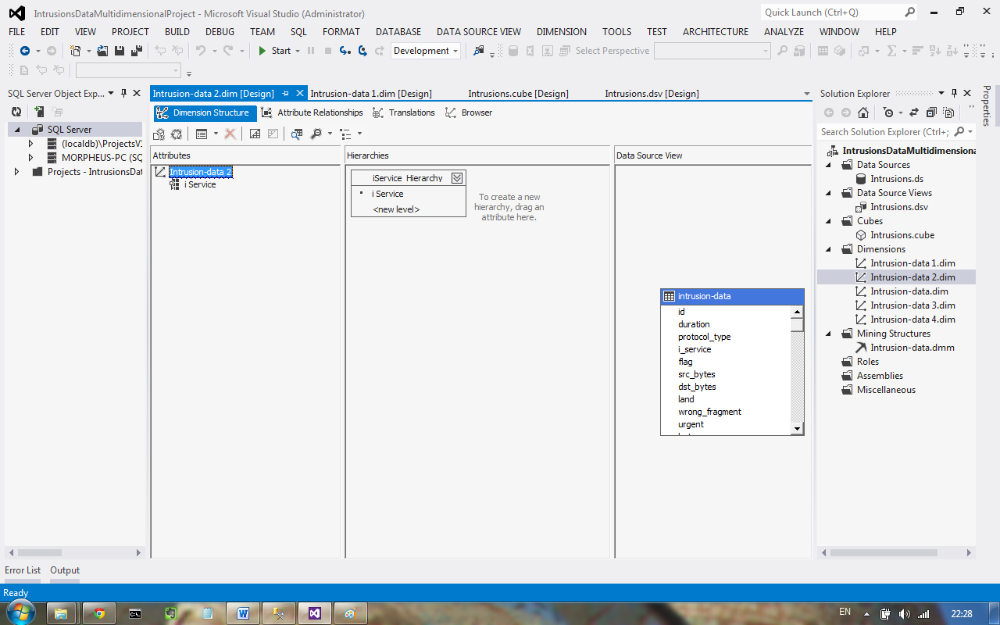 IntrusionsDataMultidimensionalProject - Microsoft Visual Studio (Administrator)
Quick Launch (Ctrl+Q)
FILE EDIT VIEW PROJECT BUILD DEBUG TEAM SQL FORMAT DATABASE DATA SOURCE VIEW DIMENSION TOOLS TEST ARCHITECTURE ANALYZE WINDOW HELP
Start Development Select Perspective
SQL Server Object Exp...
SQL Server
(localdb)\ProjectsV
MORPHEUS-PC (SQ
Projects - IntrusionsDat
Intrusion-data 2.dim [Design] Intrusion-data 1.dim [Design] Intrusions.cube [Design] Intrusions.dsv [Design]
Dimension Structure Attribute Relationships Translations Browser
Attributes
Intrusion-data 2
i Service
Hierarchies
iService Hierarchy
i Service
<new level>
To create a new
hierarchy, drag an
attribute here.
Data Source View
intrusion-data
id
duration
protocol_type
i_service
flag
src_bytes
dst_bytes
land
wrong_fragment
urgent
Solution Explorer
Search Solution Explorer (Ctrl+;
IntrusionsDataMultidimensiona
Data Sources
Intrusions.ds
Data Source Views
Intrusions.dsv
Cubes
Intrusions.cube
Dimensions
Intrusion-data 1.dim
Intrusion-data 2.dim
Intrusion-data.dim
Intrusion-data 3.dim
Intrusion-data 4.dim
Mining Structures
Intrusion-data.dmm
Roles
Assemblies
Miscellaneous
Properties
Error List Output
Ready
EN 22:28